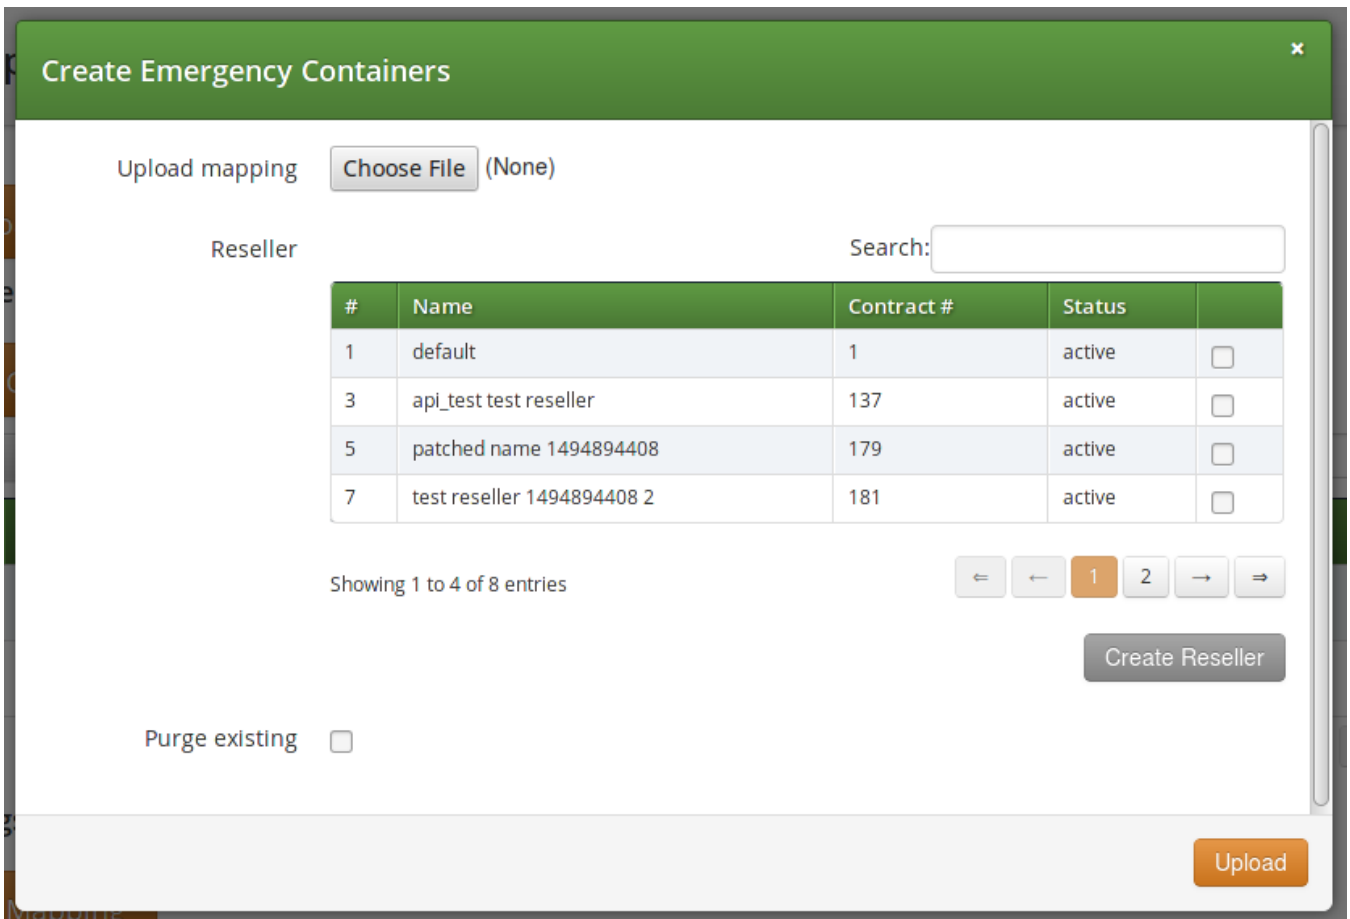 Create Emergency Containers
×
Upload mapping Choose File (None)
Reseller Search:
# Name Contract # Status
1 default 1 active
3 api_test test reseller 137 active
5 patched name 1494894408 179 active
7 test reseller 1494894408 2 181 active
Showing 1 to 4 of 8 entries ⇐ ← 1 2 → ⇒
Create Reseller
Purge existing
Upload
Mapping